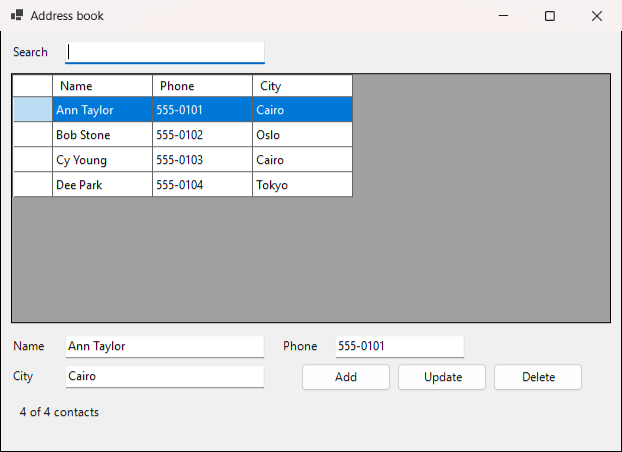 Address book
Search
Name Phone City
Ann Taylor 555-0101 Cairo
Bob Stone 555-0102 Oslo
Cy Young 555-0103 Cairo
Dee Park 555-0104 Tokyo
Name Ann Taylor Phone 555-0101
City Cairo Add Update Delete
4 of 4 contacts